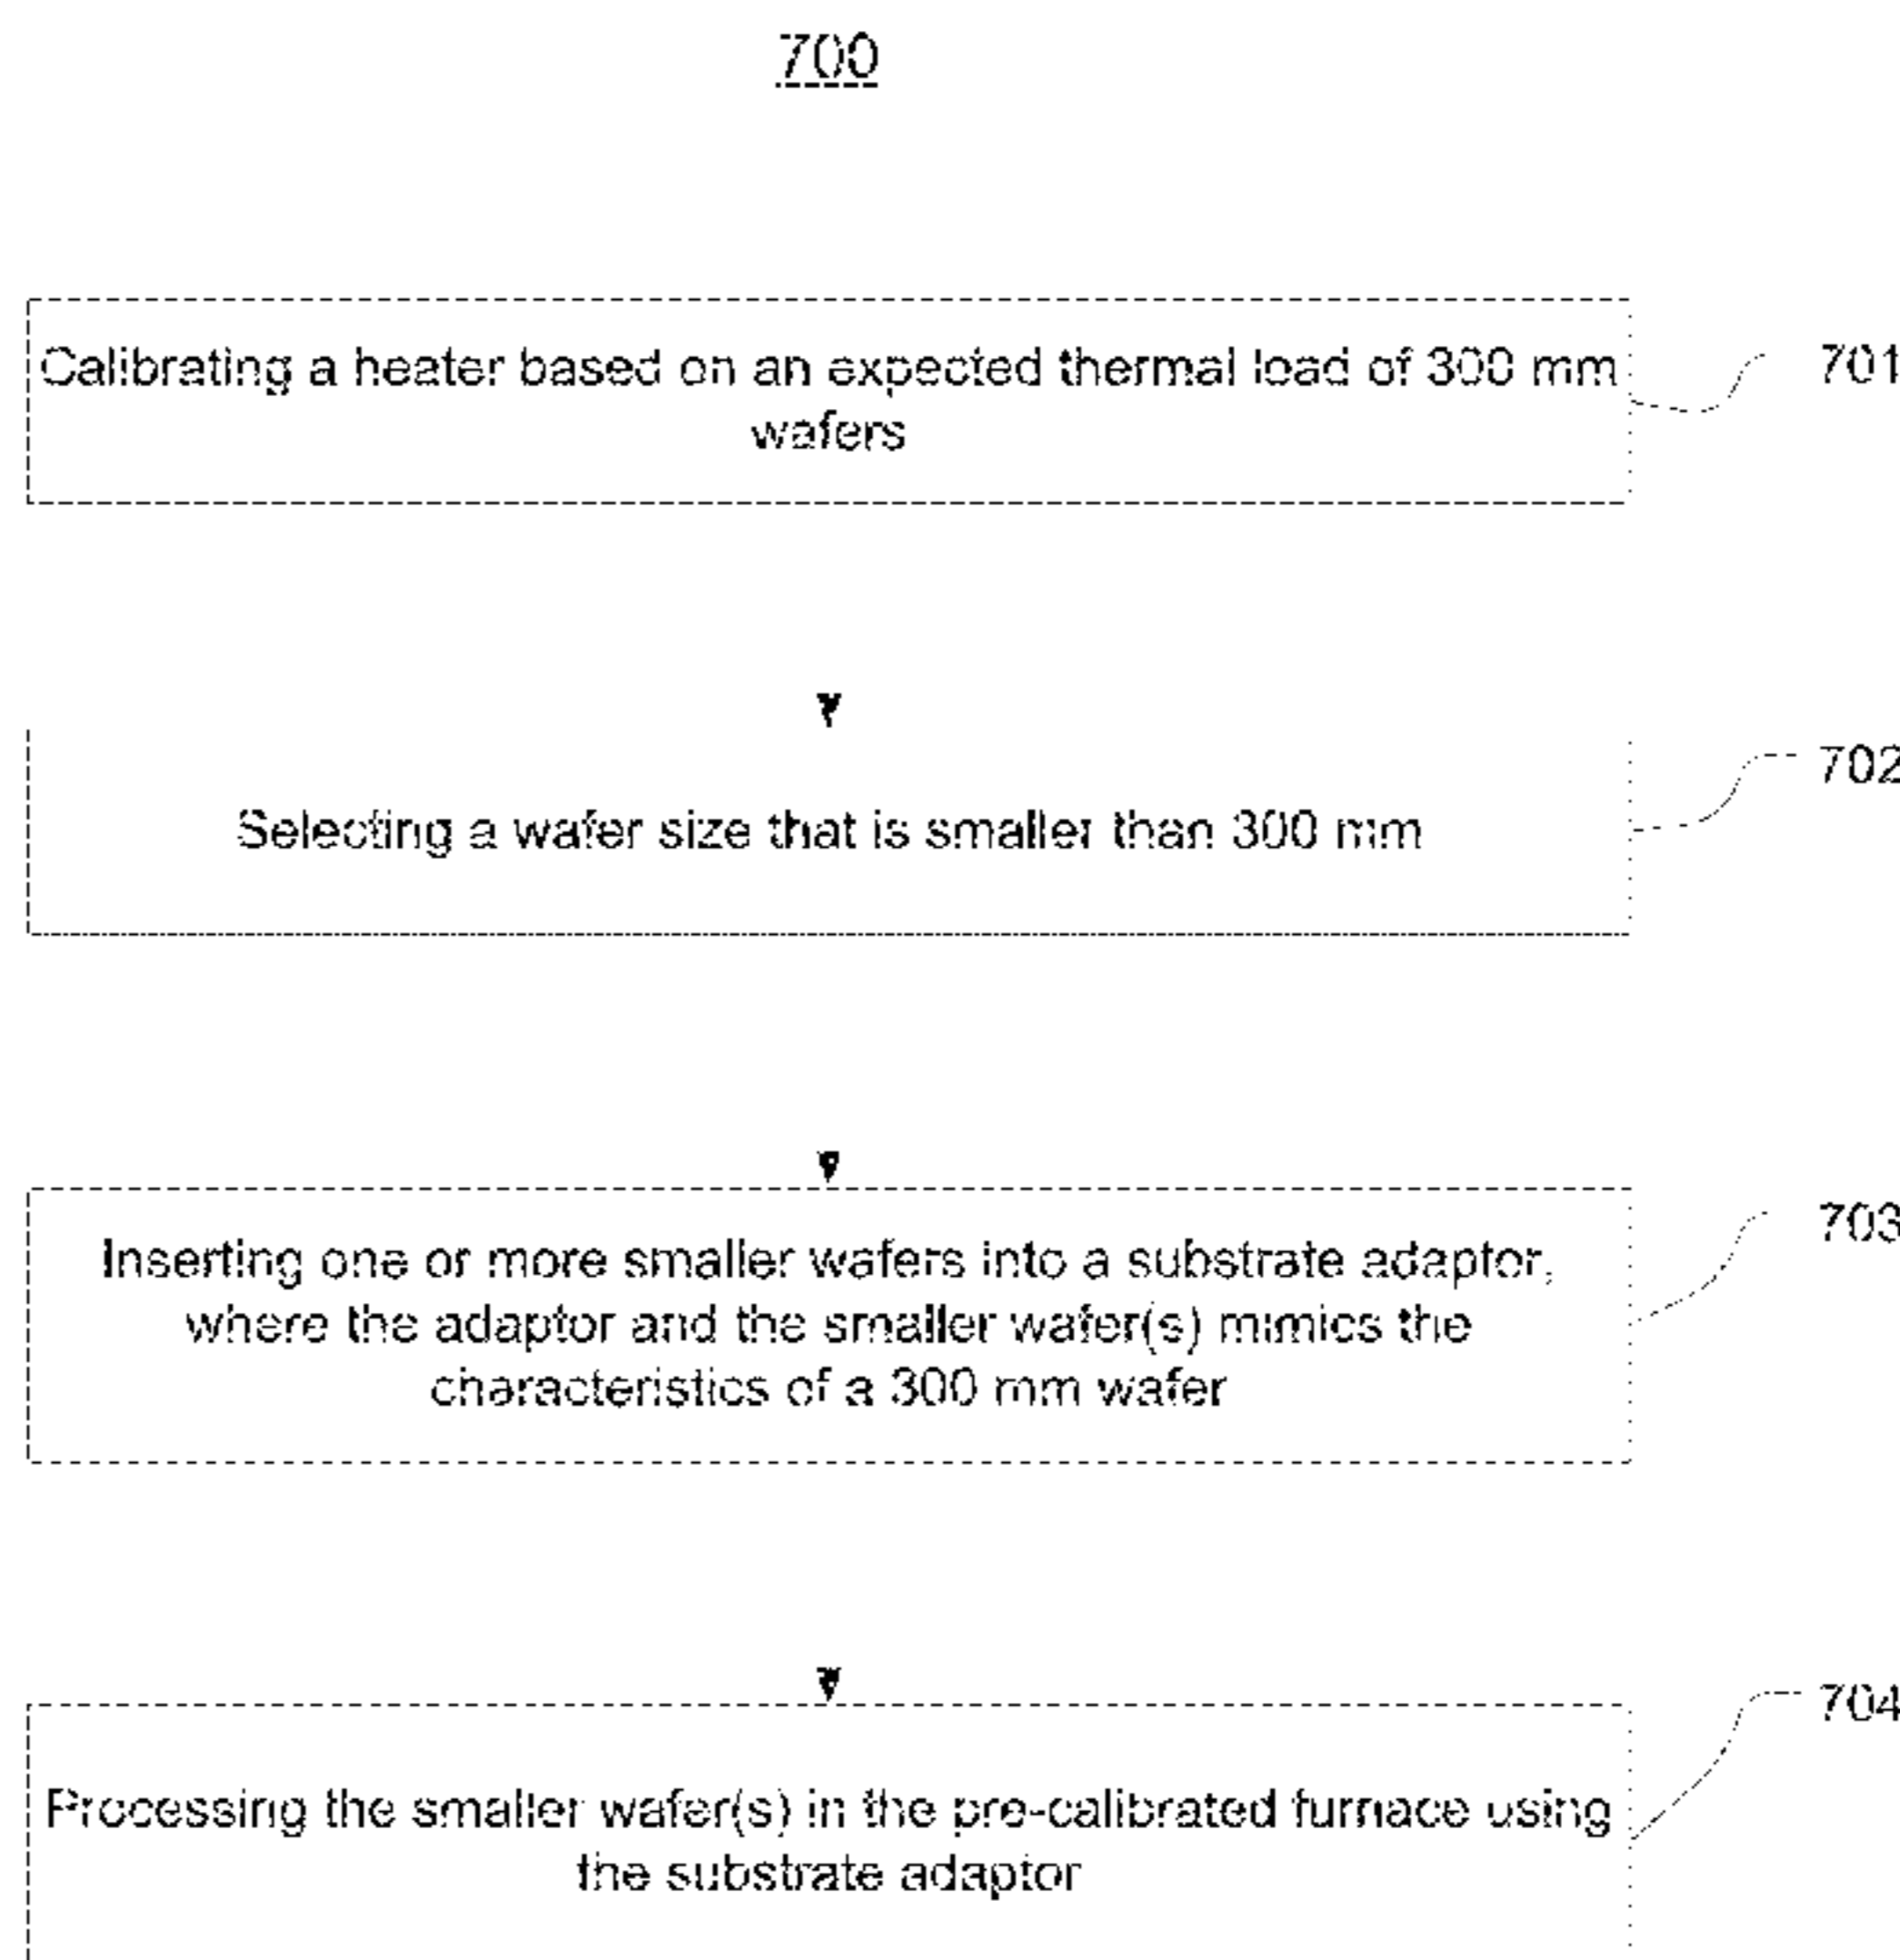 700
Calibrating a heater based on an expected thermal load of 300 mm
wafers
701
702
Selecting a wafer size that is smaller than 300 mm
703
Inserting one or more smaller wafers into a substrate adaptor,
where the adaptor and the smaller wafer(s) mimics the
characteristics of a 300 mm wafer
704
Processing the smaller wafer(s) in the pre-calibrated furnace using
the substrate adaptor